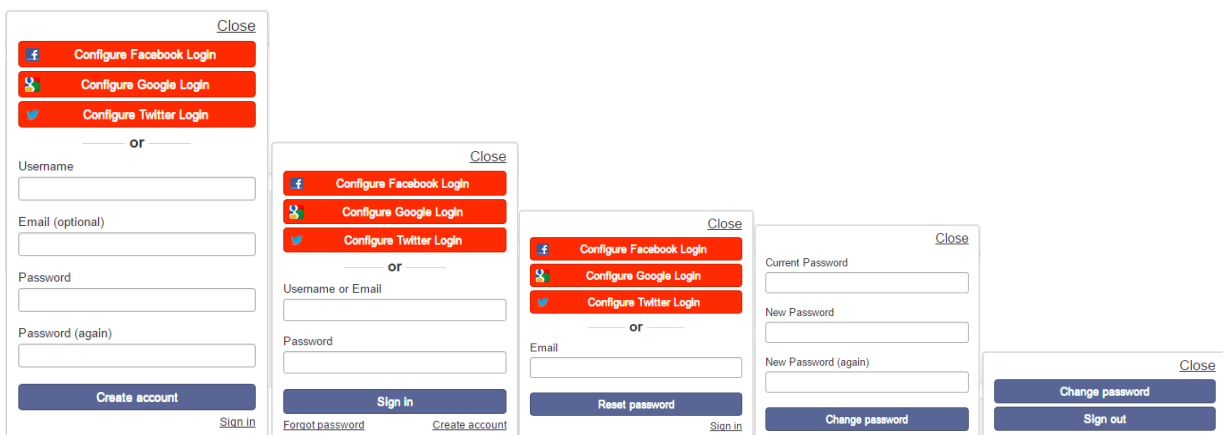 Close
Configure Facebook Login
Configure Google Login
Configure Twitter Login
or
Username
Email (optional)
Password
Password (again)
Create account
Sign in
Close
Configure Facebook Login
Configure Google Login
Configure Twitter Login
or
Username or Email
Password
Sign in
Forgot password Create account
Close
Configure Facebook Login
Configure Google Login
Configure Twitter Login
or
Email
Reset password
Sign in
Close
Current Password
New Password
New Password (again)
Change password
Close
Change password
Sign out